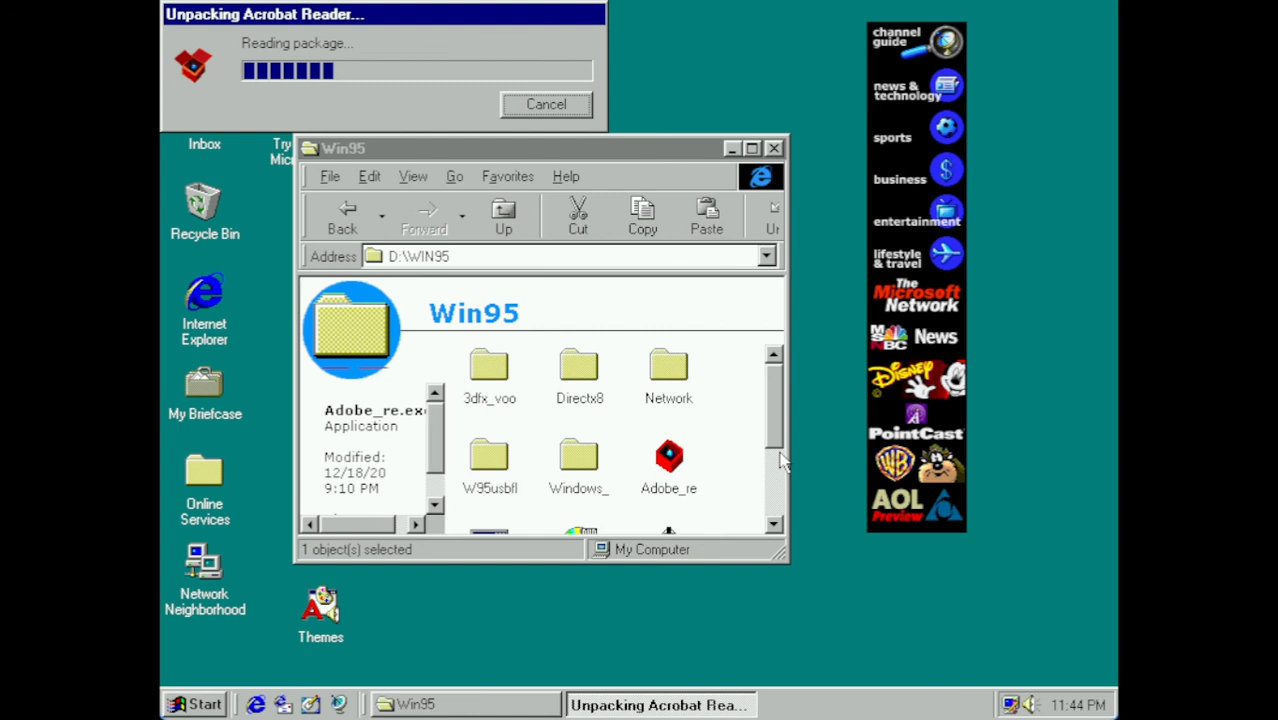 Unpacking Acrobat Reader...
Reading package...
Cancel
Inbox
Try
Micr
Recycle Bin
Internet
Explorer
My Briefcase
Online
Services
Network
Neighborhood
Themes
Win95
File Edit View Go Favorites Help
Back Forward Up Cut Copy Paste Ur
Address D:\WIN95
Win95
Adobe_re.exe
Application
Modified:
12/18/20
9:10 PM
3dfx_voo Directx8 Network
W95usbfl Windows_ Adobe_re
1 object(s) selected My Computer
channel
guide
news &
technology
sports
business
entertainment
lifestyle
& travel
The
Microsoft
Network
MSNBC News
Disney
PointCast
WB
AOL
Preview
Start Win95 Unpacking Acrobat Rea... 11:44 PM